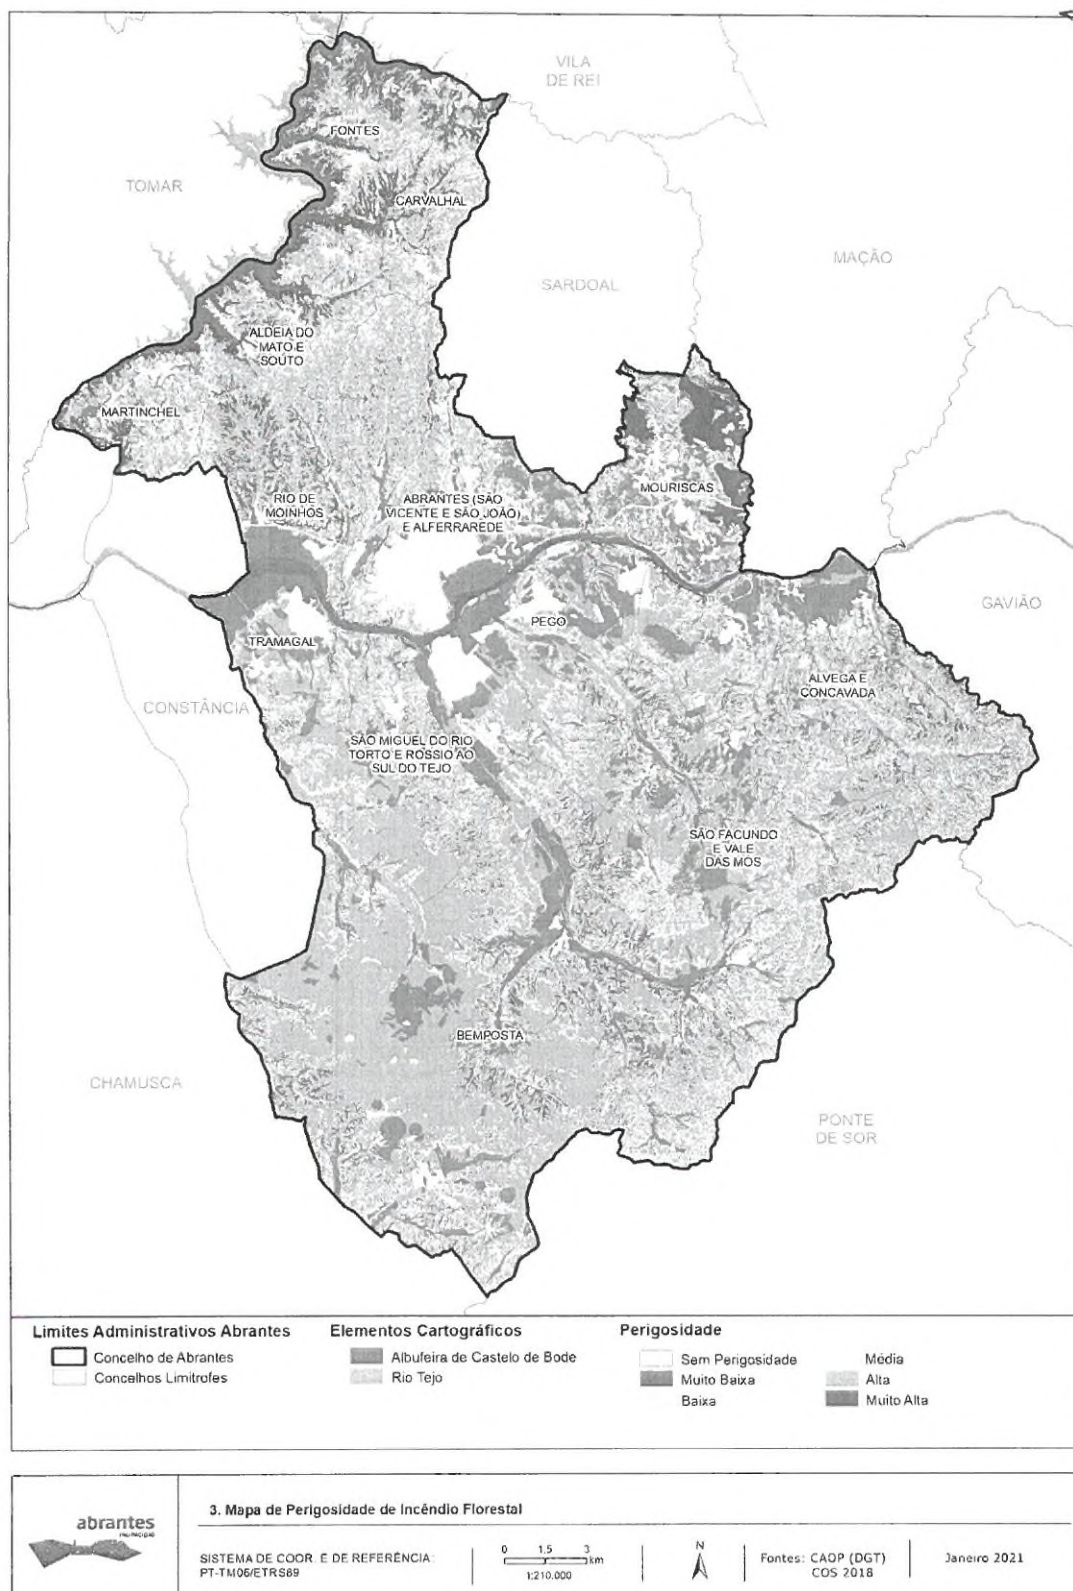 VILA
DE REI
FONTES
TOMAR
CARVALHAL
MAÇÃO
SARDOAL
ALDEIA DO
MATO E
SOUTO
MARTINCHEL
MOURISCAS
RIO DE
MOINHOS
ABRANTES (SÃO
VICENTE E SÃO JOÃO)
E ALFERRAREDE
GAVIÃO
PEGO
TRAMAGAL
ALVEGA E
CONCAVADA
CONSTÂNCIA
SÃO MIGUEL DO RIO
TORTO E ROSSIO AO
SUL DO TEJO
SÃO FACUNDO
E VALE
DAS MÓS
BEMPOSTA
CHAMUSCA
PONTE
DE SOR
Limites Administrativos Abrantes
Concelho de Abrantes
Concelhos Limítrofes
Elementos Cartográficos
Albufeira de Castelo de Bode
Rio Tejo
Perigosidade
Sem Perigosidade
Muito Baixa
Baixa
Média
Alta
Muito Alta
abrantes
município
3. Mapa de Perigosidade de Incêndio Florestal
SISTEMA DE COOR. E DE REFERÊNCIA:
PT-TM06/ETRS89
0 1,5 3
km
1:210.000
N
Fontes: CAOP (DGT)
COS 2018
Janeiro 2021